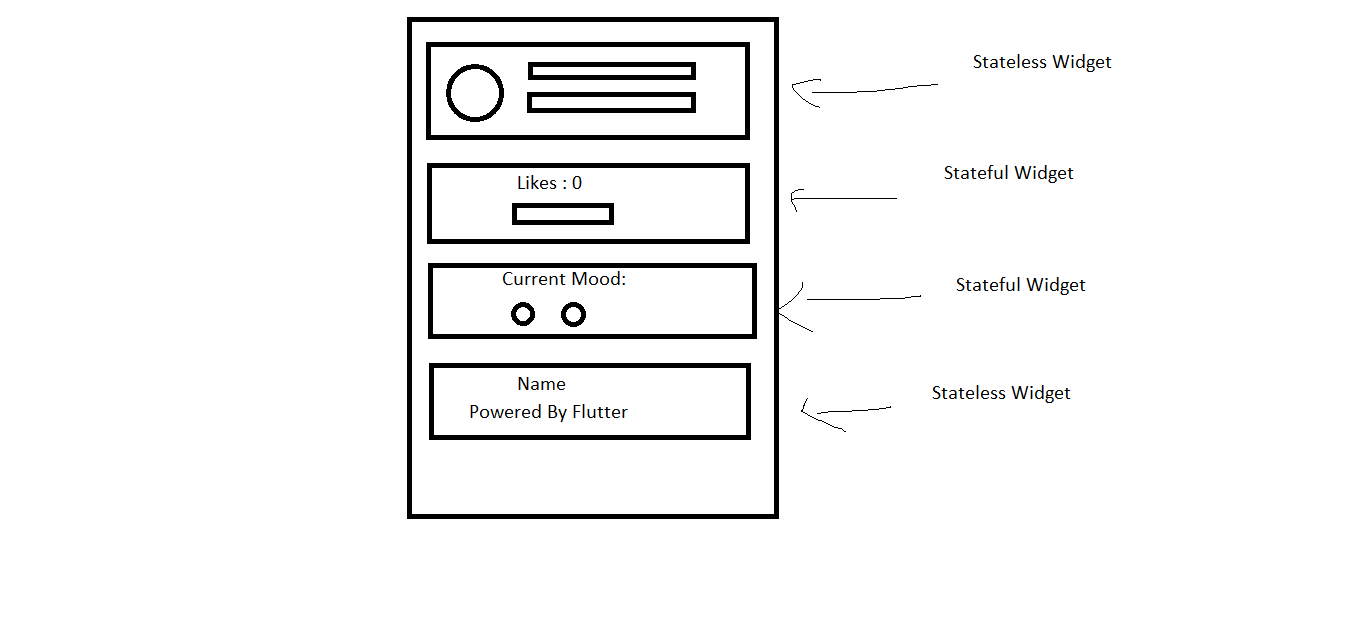 Stateless Widget
Likes : 0
Stateful Widget
Current Mood:
Stateful Widget
Name
Powered By Flutter
Stateless Widget